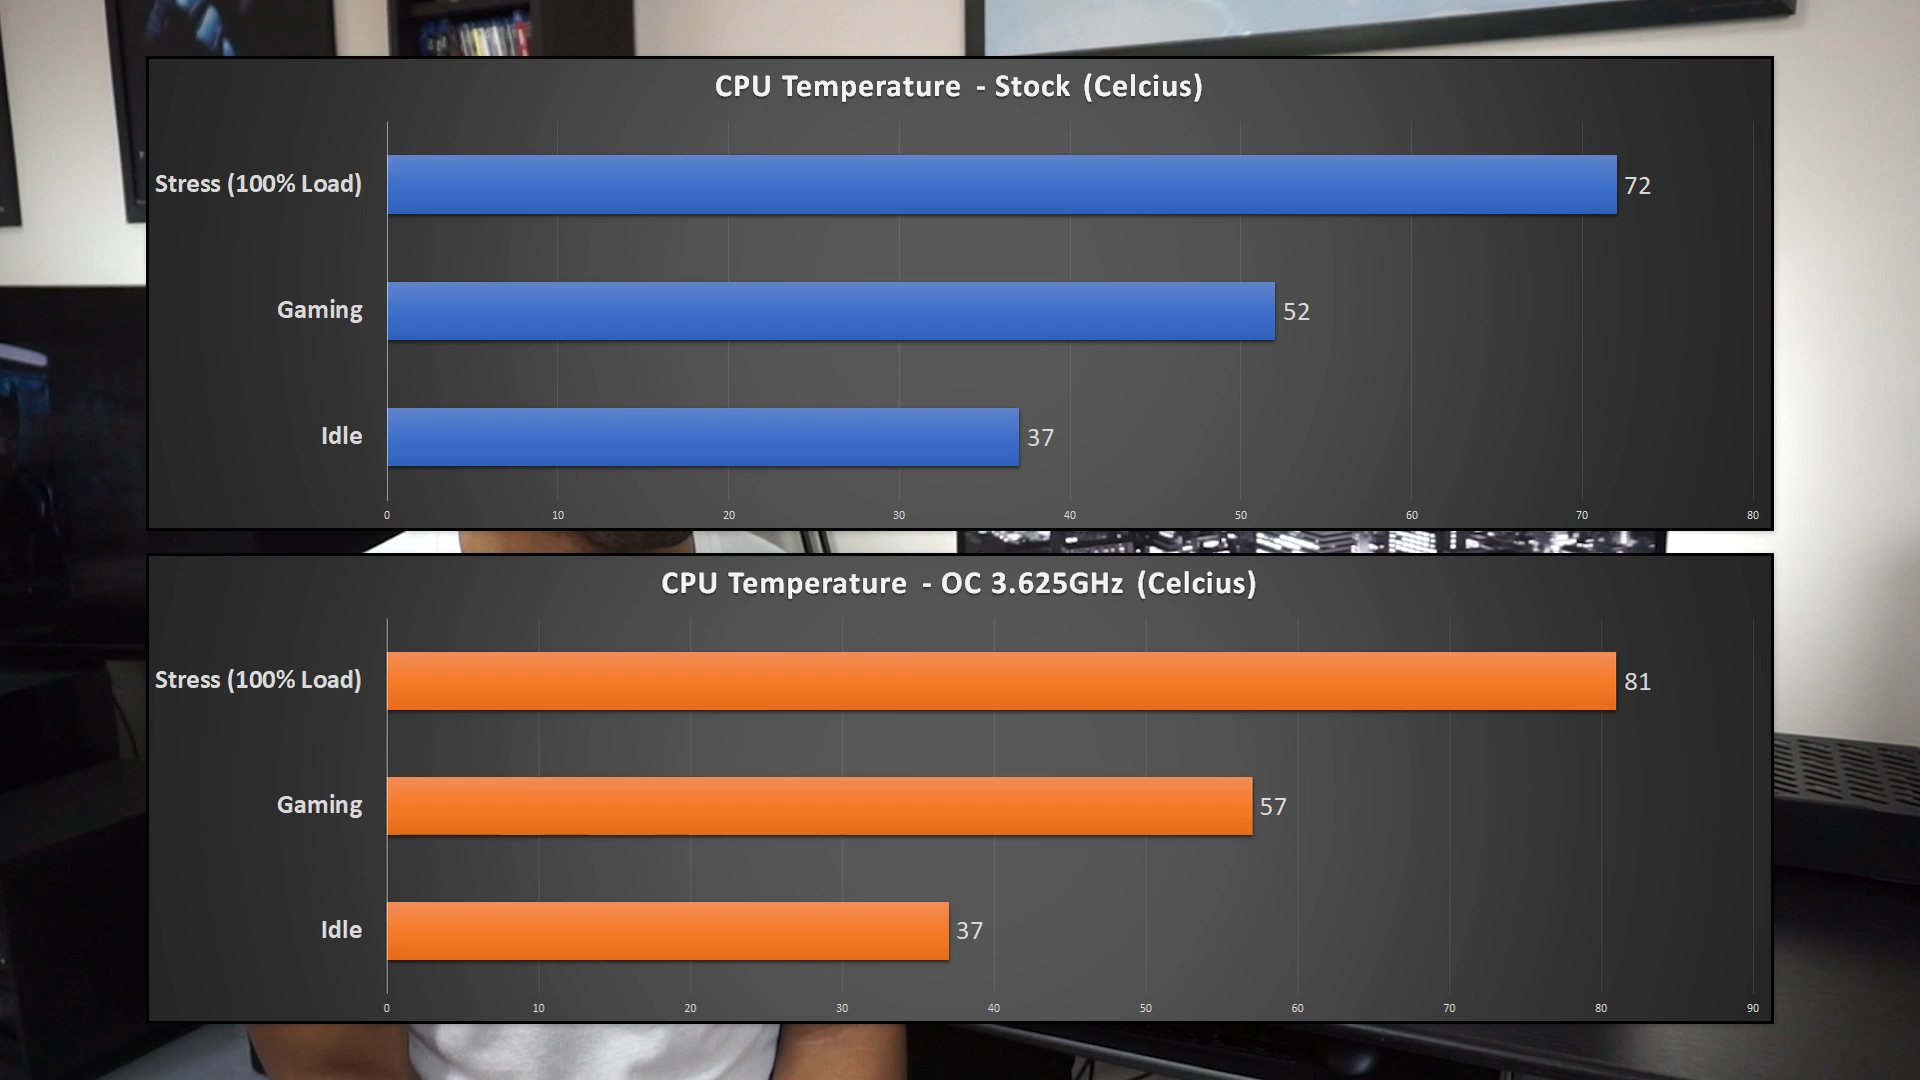 CPU Temperature - Stock (Celcius)
Stress (100% Load)
72
Gaming
52
Idle
37
0 10 20 30 40 50 60 70 80
CPU Temperature - OC 3.625GHz (Celcius)
Stress (100% Load)
81
Gaming
57
Idle
37
0 10 20 30 40 50 60 70 80 90